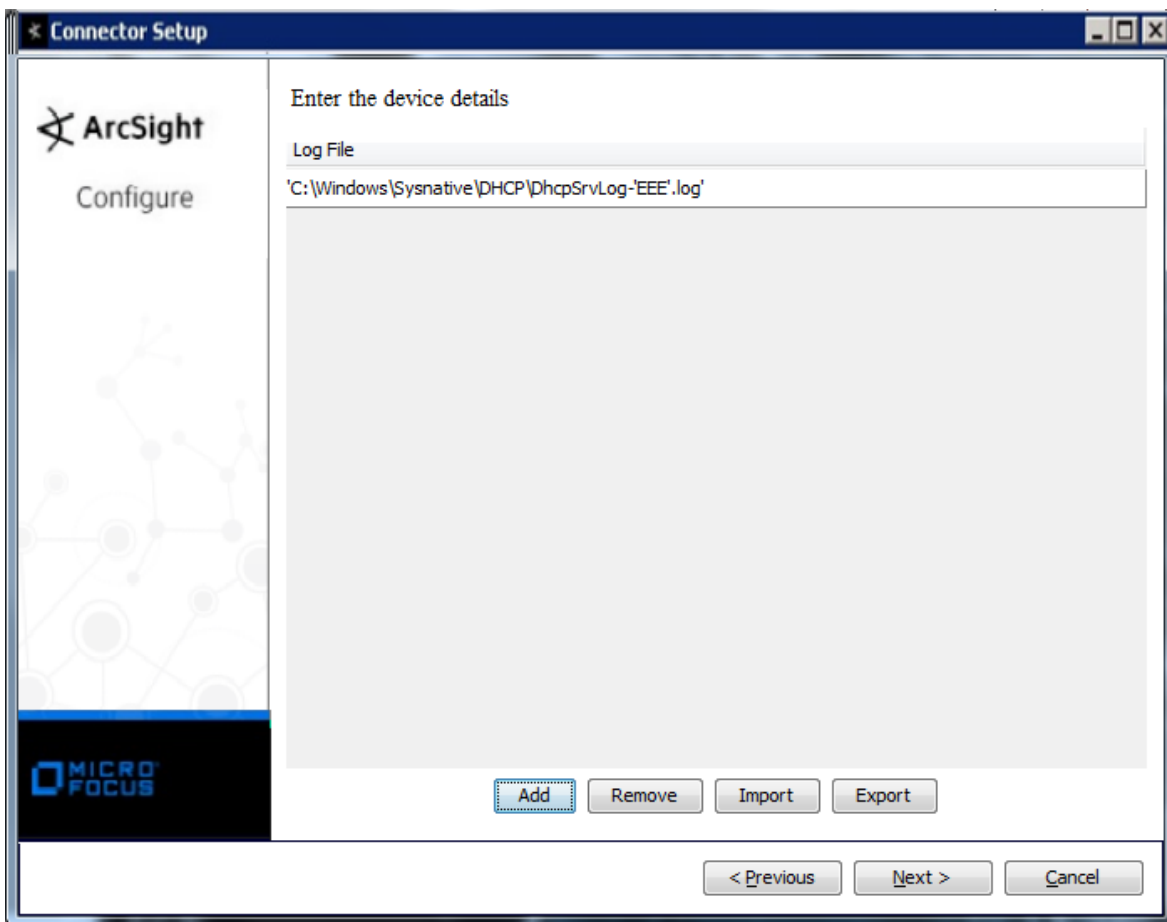 Connector Setup
ArcSight
Configure
Enter the device details
Log File
'C:\Windows\Sysnative\DHCP\DhcpSrvLog-'EEE'.log'
MICRO
FOCUS
Add Remove Import Export
< Previous Next > Cancel